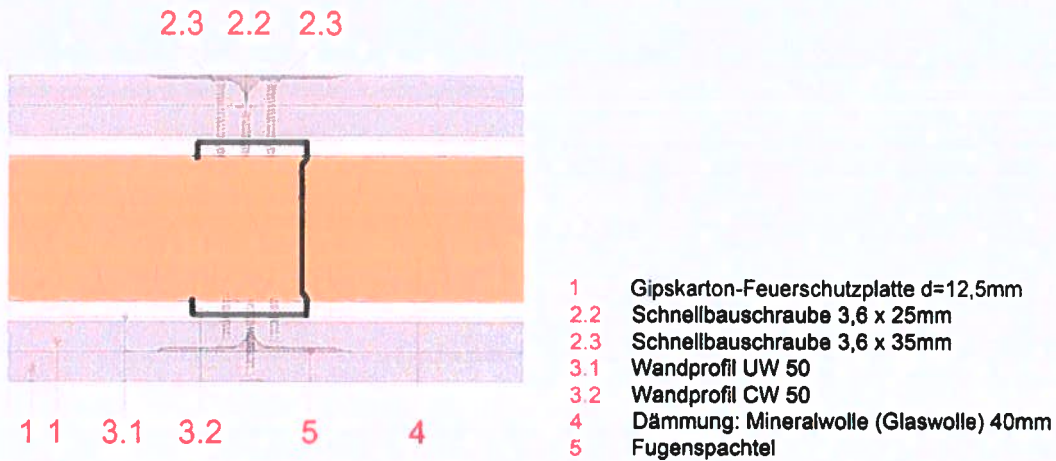 2.3 2.2 2.3
1 1 3.1 3.2 5 4
1 Gipskarton-Feuerschutzplatte d=12,5mm
2.2 Schnellbauschraube 3,6 x 25mm
2.3 Schnellbauschraube 3,6 x 35mm
3.1 Wandprofil UW 50
3.2 Wandprofil CW 50
4 Dämmung: Mineralwolle (Glaswolle) 40mm
5 Fugenspachtel